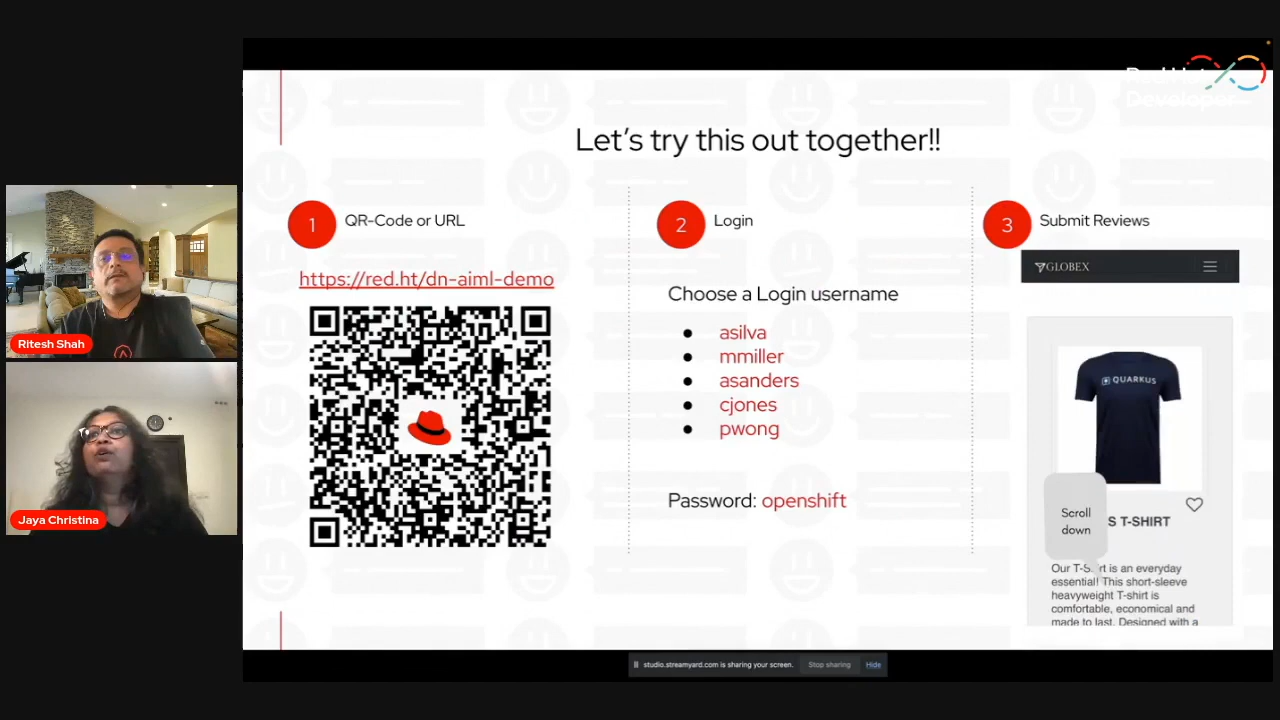 Red Hat
Developer
Let's try this out together!!
1
QR-Code or URL
https://red.ht/dn-aiml-demo
2
Login
Choose a Login username
● asilva
● mmiller
● asanders
● cjones
● pwong
Password: openshift
3
Submit Reviews
GLOBEX
QUARKUS
Scroll
down
S T-SHIRT
Our T-S rt is an everyday
essential! This short-sleeve
heavyweight T-shirt is
comfortable, economical and
made to last. Designed with a
Ritesh Shah
Jaya Christina
studio.streamyard.com is sharing your screen.
Stop sharing
Hide